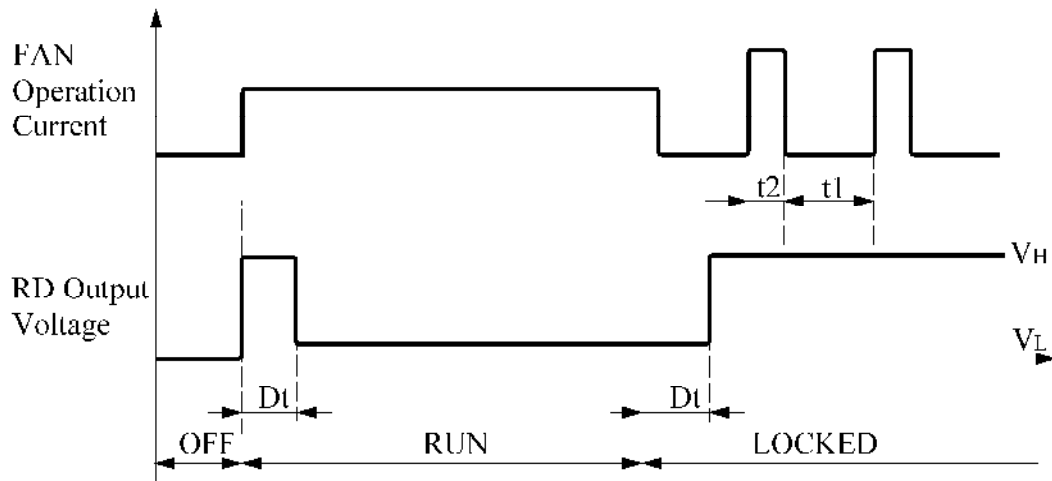 FAN
Operation
Current
t2
t1
VH
RD Output
Voltage
VL
Dt
Dt
OFF
RUN
LOCKED